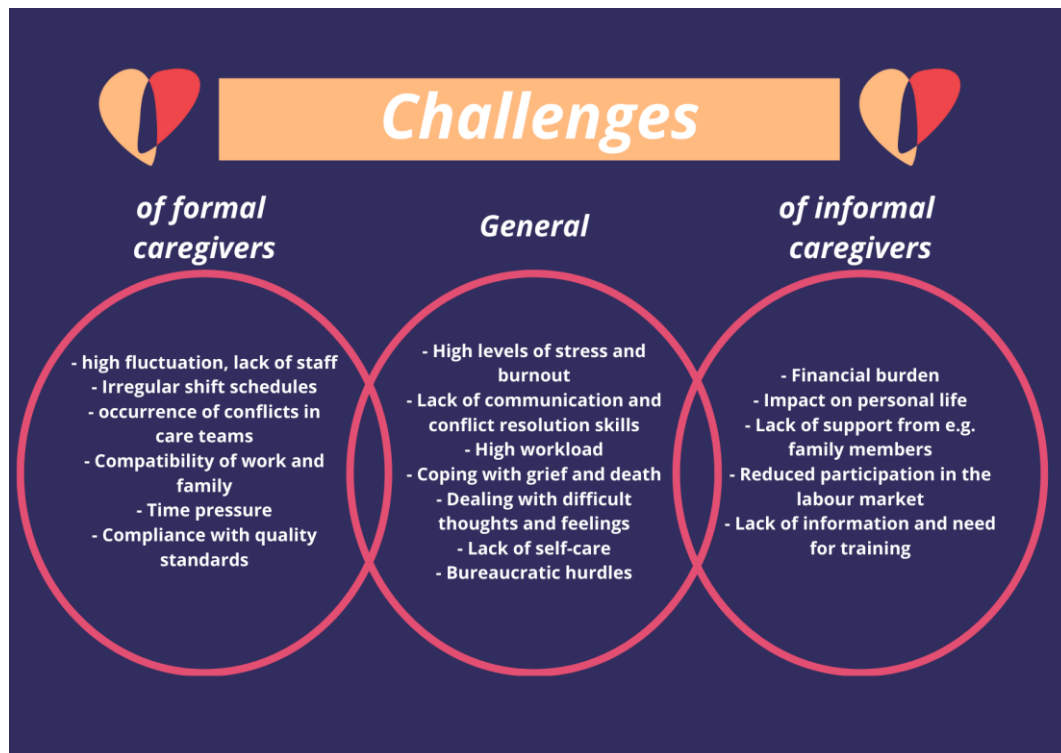 Challenges
of formal
caregivers
- high fluctuation, lack of staff
- Irregular shift schedules
- occurrence of conflicts in
care teams
- Compatibility of work and
family
- Time pressure
- Compliance with quality
standards
General
- High levels of stress and
burnout
- Lack of communication and
conflict resolution skills
- High workload
- Coping with grief and death
- Dealing with difficult
thoughts and feelings
- Lack of self-care
- Bureaucratic hurdles
of informal
caregivers
- Financial burden
- Impact on personal life
- Lack of support from e.g.
family members
- Reduced participation in the
labour market
- Lack of information and need
for training